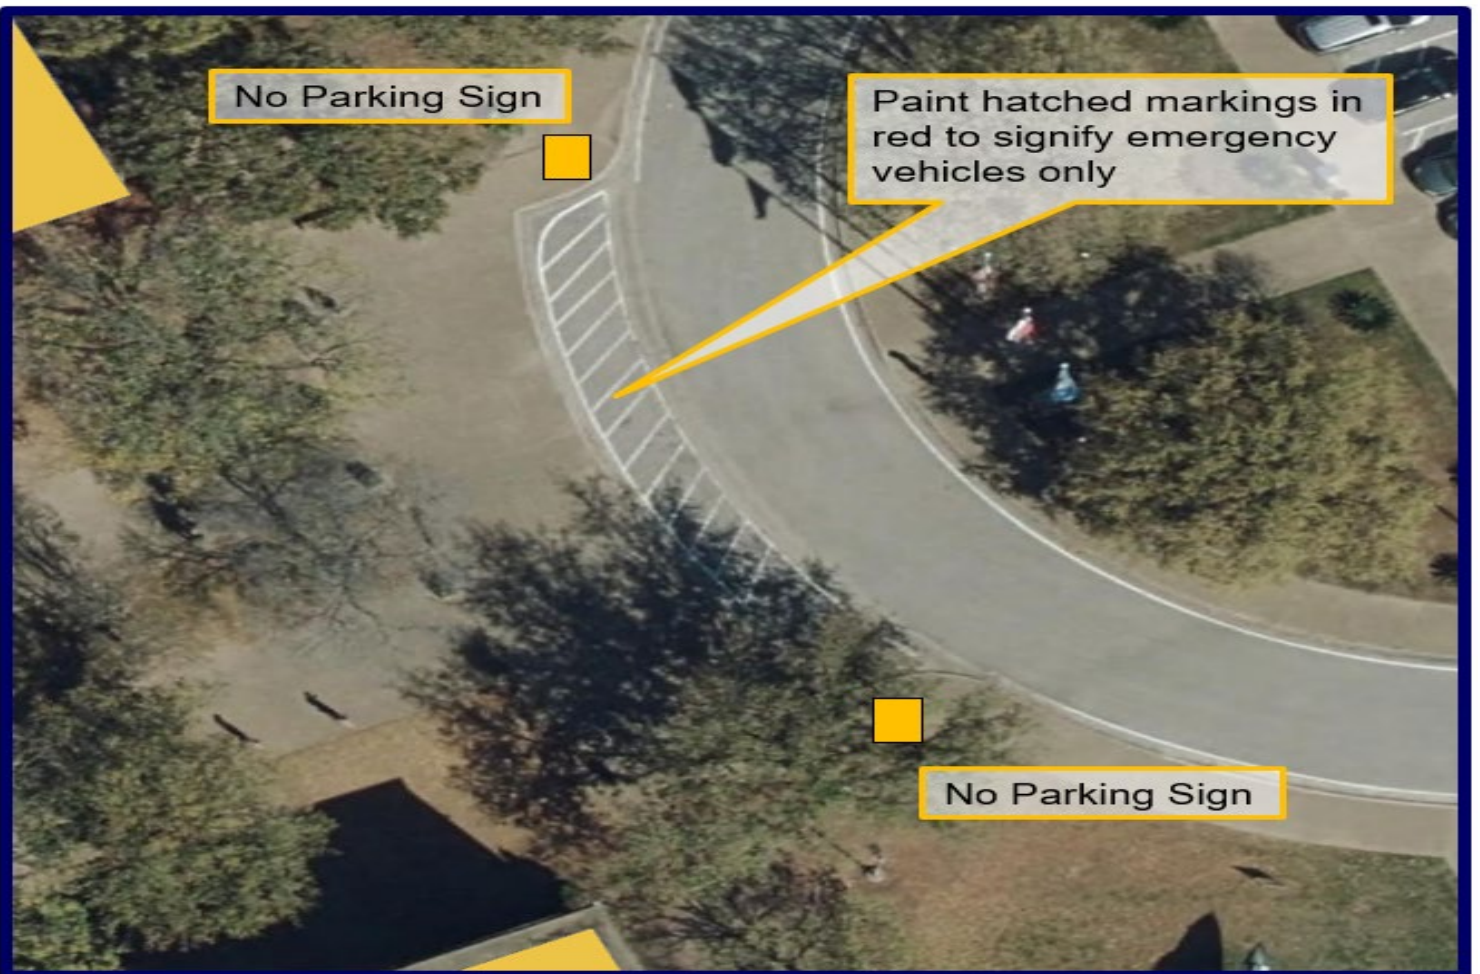 No Parking Sign
Paint hatched markings in
red to signify emergency
vehicles only
No Parking Sign